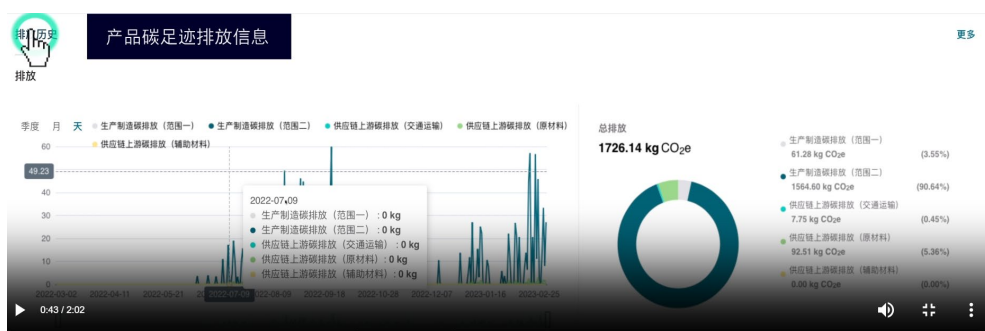 排放历史
产品碳足迹排放信息
更多
排放
季度 月 天
生产制造碳排放（范围一） 生产制造碳排放（范围二） 供应链上游碳排放（交通运输） 供应链上游碳排放（原材料）
供应链上游碳排放（辅助材料）
60
49.23
40
30
20
10
0
2022-07-09
生产制造碳排放（范围一） : 0 kg
生产制造碳排放（范围二） : 0 kg
供应链上游碳排放（交通运输） : 0 kg
供应链上游碳排放（原材料） : 0 kg
供应链上游碳排放（辅助材料） : 0 kg
2022-03-02 2022-04-11 2022-05-21 2022-07-09 2022-08-09 2022-09-18 2022-10-28 2022-12-07 2023-01-16 2023-02-25
总排放
1726.14 kg CO2e
生产制造碳排放（范围一）
61.28 kg CO2e (3.55%)
生产制造碳排放（范围二）
1564.60 kg CO2e (90.64%)
供应链上游碳排放（交通运输）
7.75 kg CO2e (0.45%)
供应链上游碳排放（原材料）
92.51 kg CO2e (5.36%)
供应链上游碳排放（辅助材料）
0.00 kg CO2e (0.00%)
0:43 / 2:02